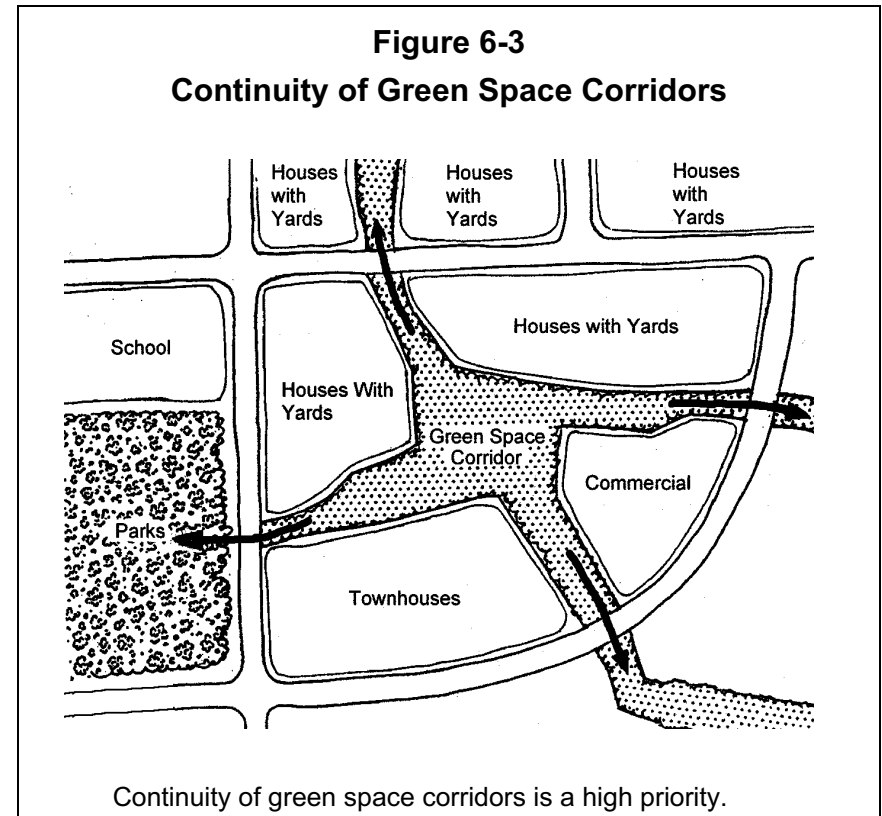 Figure 6-3
Continuity of Green Space Corridors
Houses
with
Yards
Houses
with
Yards
Houses
with
Yards
School
Houses with Yards
Houses With
Yards
Green Space
Corridor
Commercial
Parks
Townhouses
Continuity of green space corridors is a high priority.